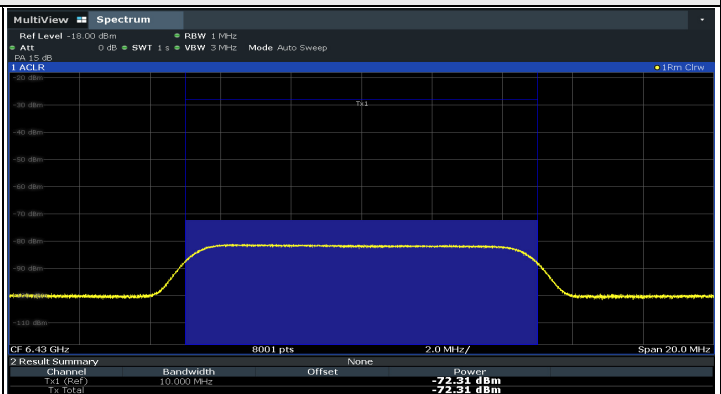 MultiView Spectrum
Ref Level -18.00 dBm RBW 1 MHz
Att 0 dB SWT 1 s VBW 3 MHz Mode Auto Sweep
PA 15 dB
1 ACLR 1Rm Clrw
-20 dBm
Tx1
-30 dBm
-40 dBm
-50 dBm
-60 dBm
-70 dBm
-80 dBm
-90 dBm
-110 dBm
CF 6.43 GHz 8001 pts 2.0 MHz/ Span 20.0 MHz
2 Result Summary None
Channel Bandwidth Offset Power
Tx1 (Ref) 10.000 MHz -72.31 dBm
Tx Total -72.31 dBm